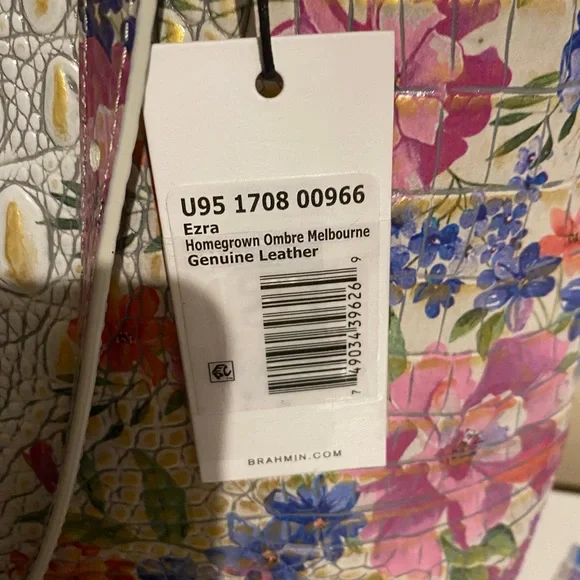 U95 1708 00966
Ezra
Homegrown Ombre Melbourne
Genuine Leather
7 49034 39626 9
BRAHMIN.COM